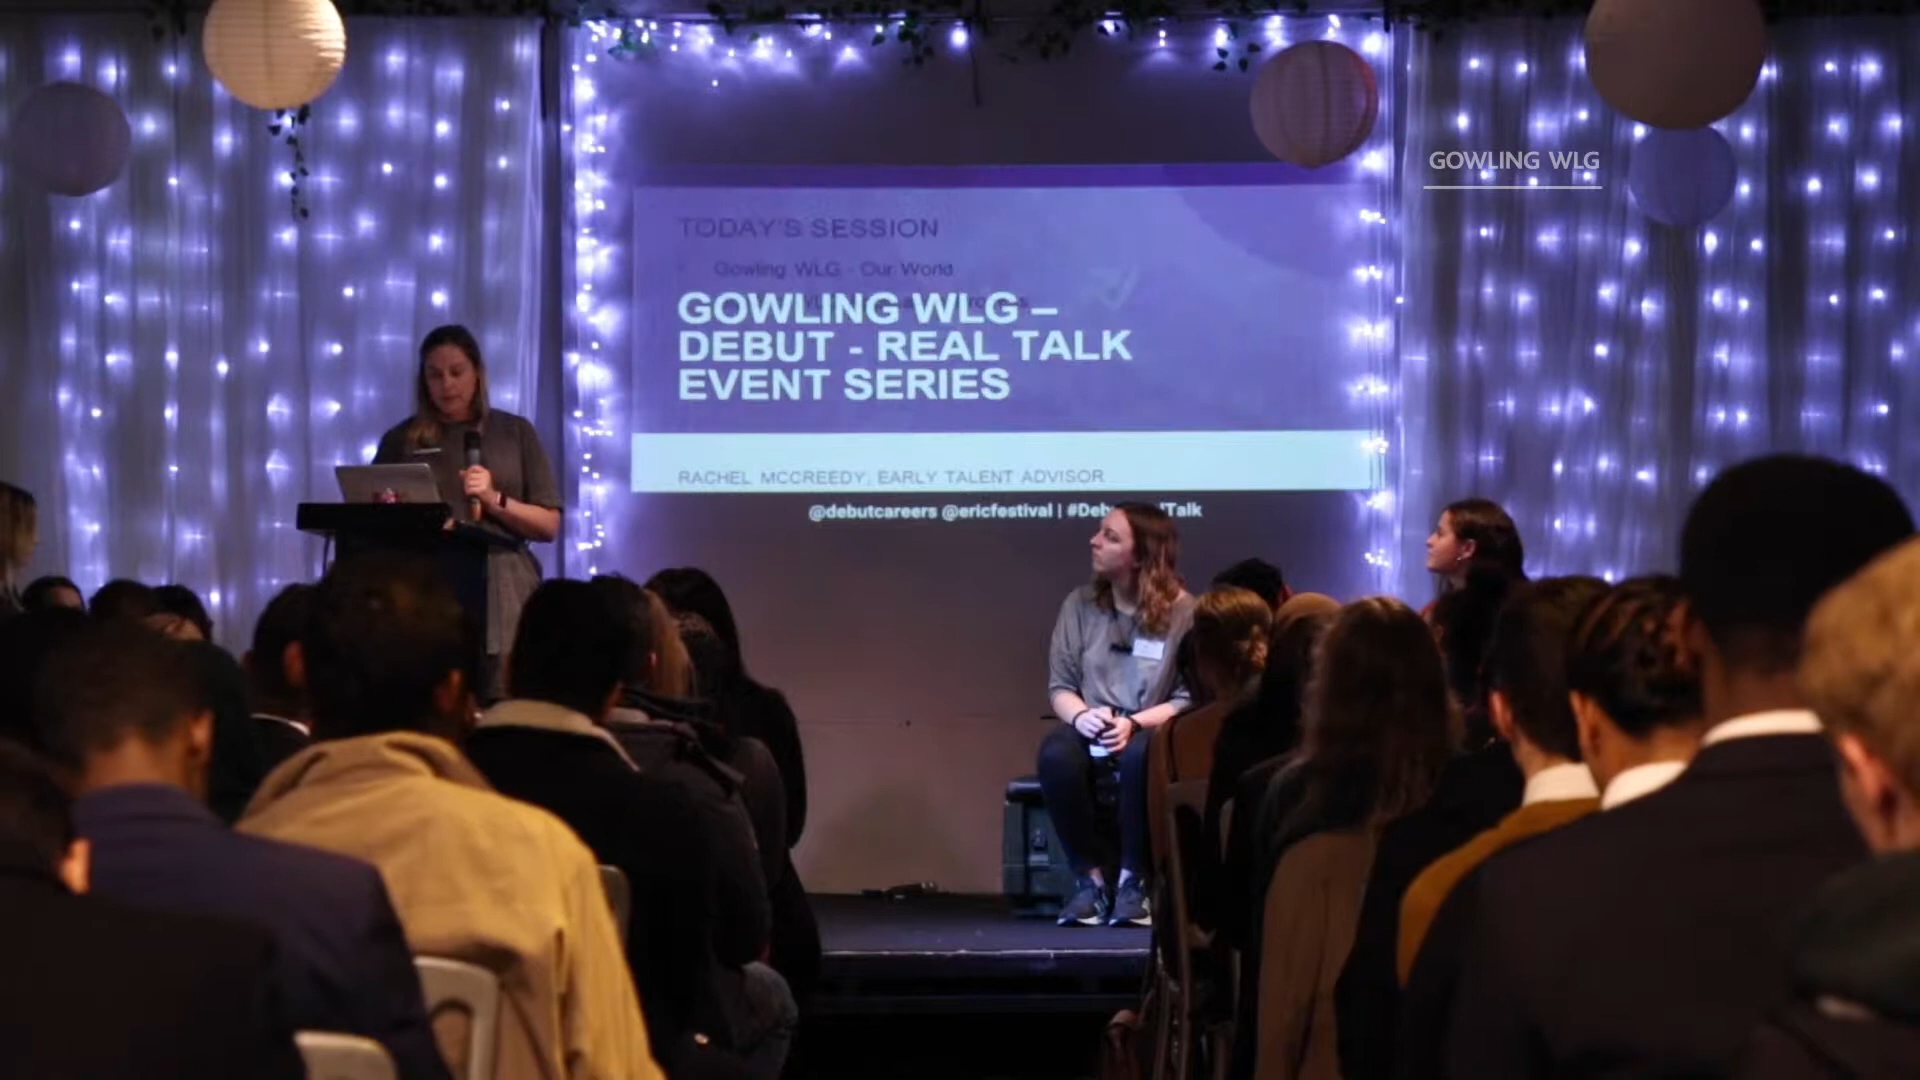 GOWLING WLG
TODAY'S SESSION
Gowling WLG - Our World
GOWLING WLG –
DEBUT - REAL TALK
EVENT SERIES
RACHEL MCCREEDY, EARLY TALENT ADVISOR
@debutcareers @ericfestival | Talk